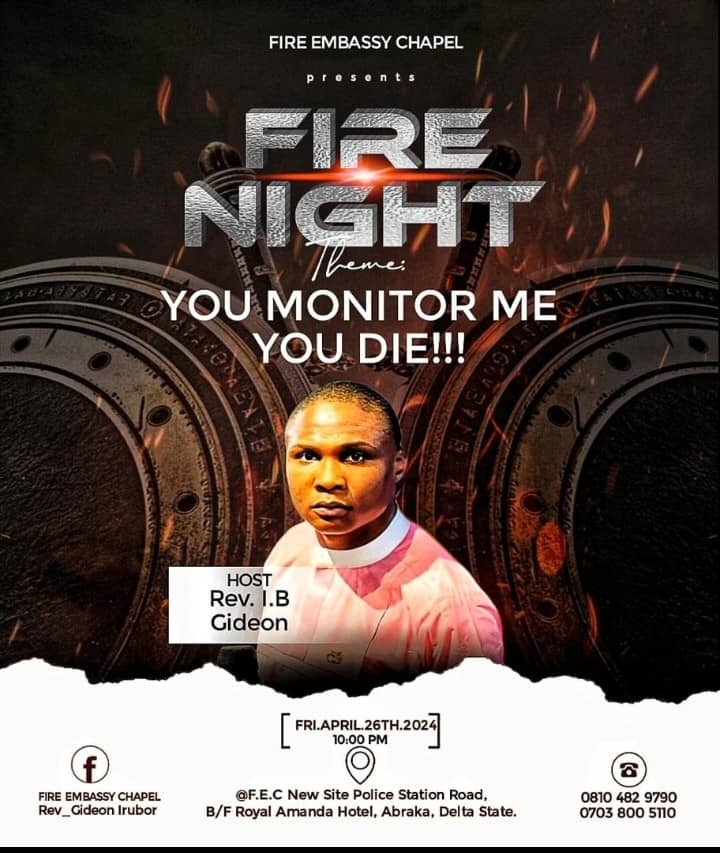 FIRE EMBASSY CHAPEL
presents
FIRE
NIGHT
Theme:
YOU MONITOR ME
YOU DIE!!!
HOST
Rev. I.B
Gideon
FRI.APRIL.26TH.2024
10:00 PM
FIRE EMBASSY CHAPEL
Rev_Gideon Irubor
@F.E.C New Site Police Station Road,
B/F Royal Amanda Hotel, Abraka, Delta State.
0810 482 9790
0703 800 5110